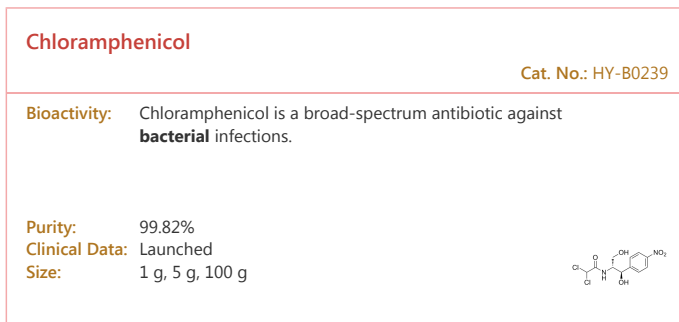 Chloramphenicol
Cat. No.: HY-B0239
Bioactivity: Chloramphenicol is a broad-spectrum antibiotic against
bacterial infections.
Purity: 99.82%
Clinical Data: Launched
Size: 1 g, 5 g, 100 g
O
OH
NO2
Cl
N
H
Cl
OH